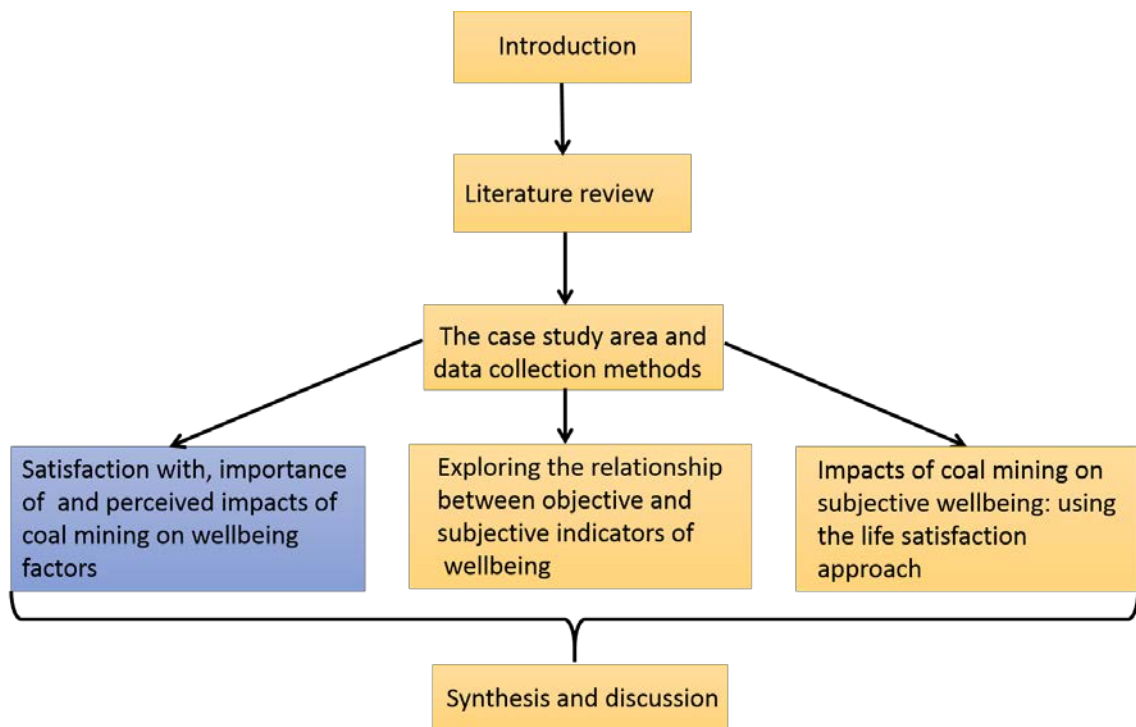 Introduction
Literature review
The case study area and
data collection methods
Satisfaction with, importance
of and perceived impacts of
coal mining on wellbeing
factors
Exploring the relationship
between objective and
subjective indicators of
wellbeing
Impacts of coal mining on
subjective wellbeing: using
the life satisfaction
approach
Synthesis and discussion